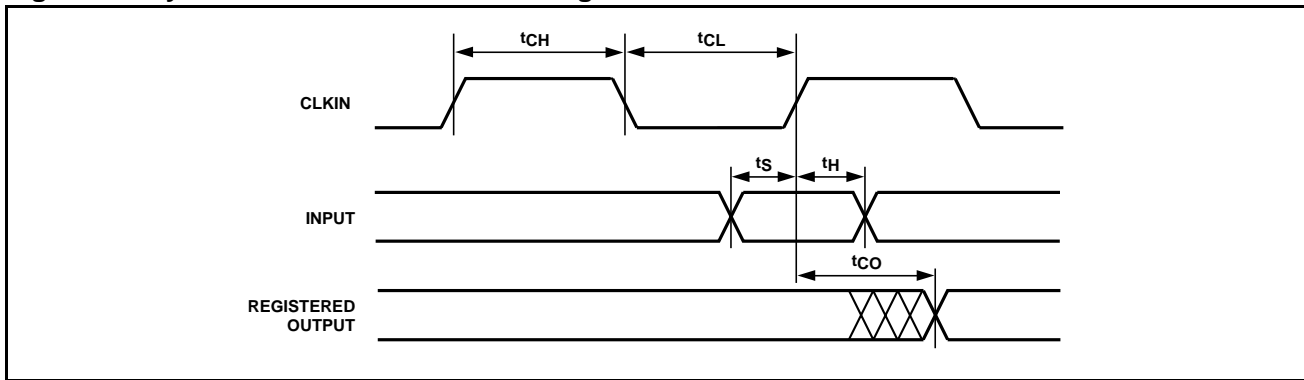 tCH
tCL
CLKIN
tS
tH
INPUT
tCO
REGISTERED
OUTPUT